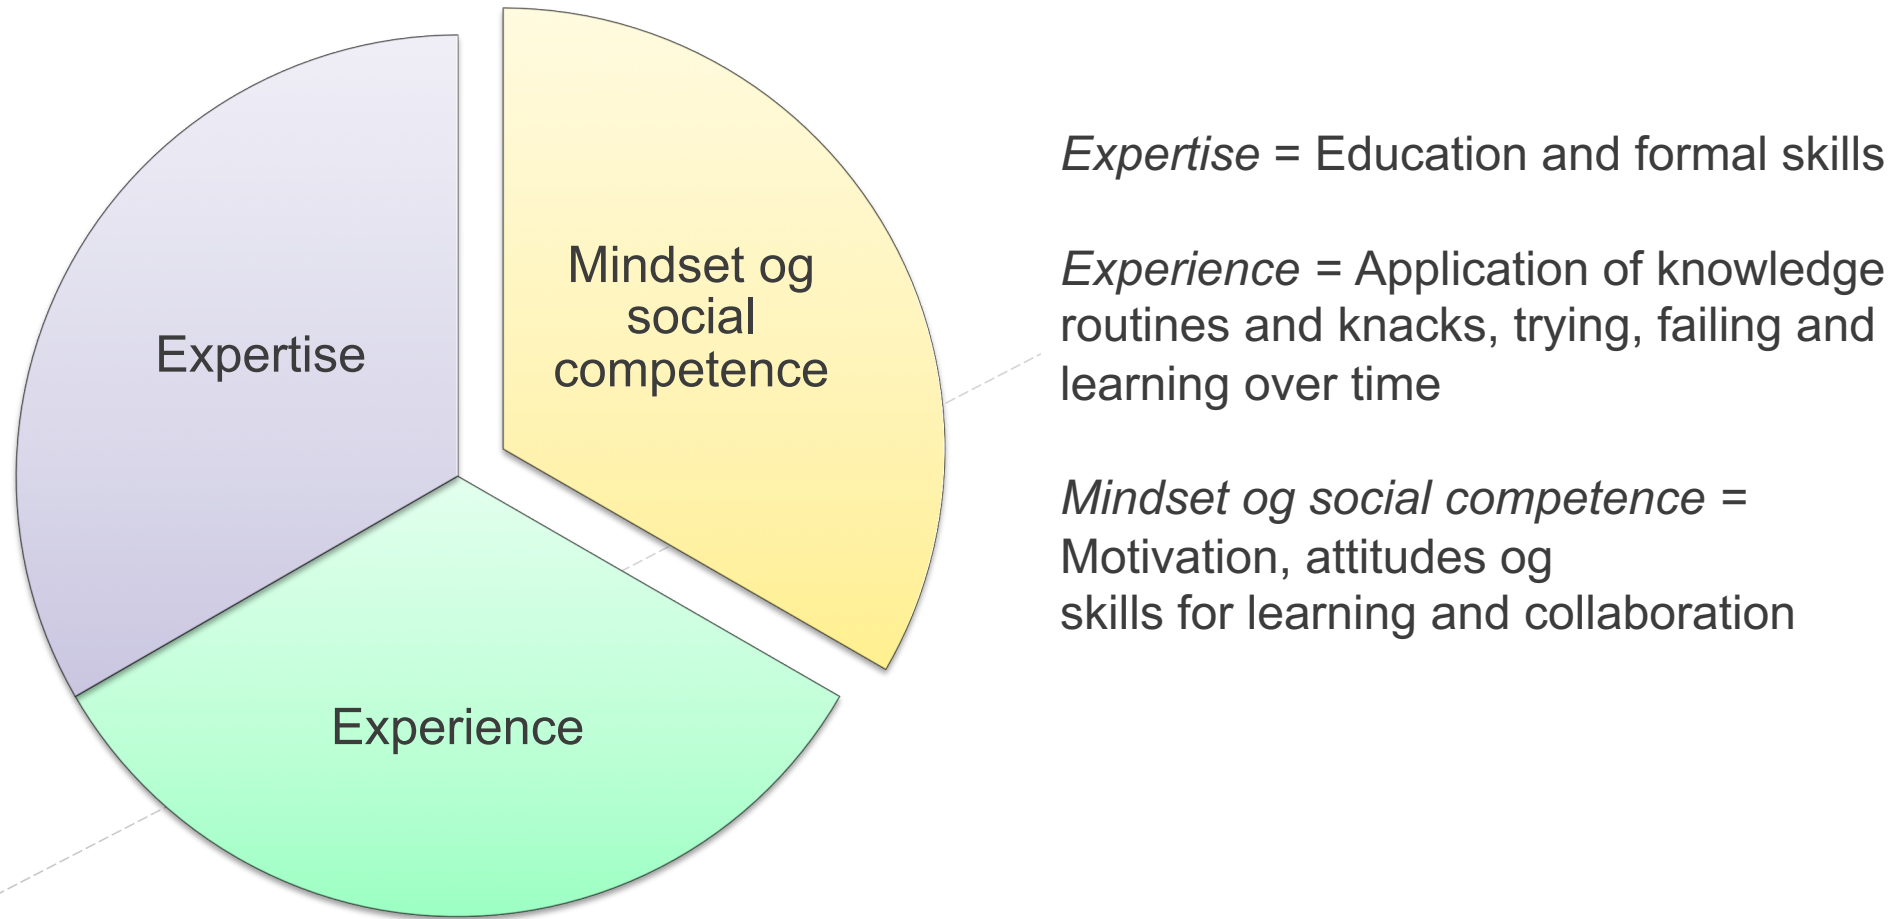 Expertise
Mindset og
social
competence
Experience
Expertise = Education and formal skills
Experience = Application of knowledge
routines and knacks, trying, failing and
learning over time
Mindset og social competence =
Motivation, attitudes og
skills for learning and collaboration